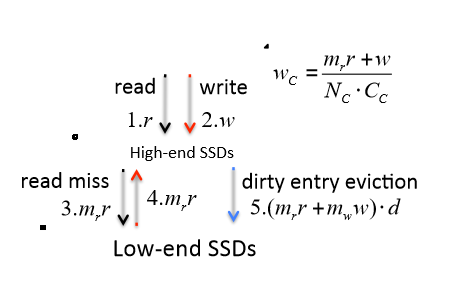 read write
1.r 2.w
w_C = (m_r r + w) / (N_C · C_C)
High-end SSDs
read miss
3.m_r r
4.m_r r
dirty entry eviction
5.(m_r r + m_w w)·d
Low-end SSDs